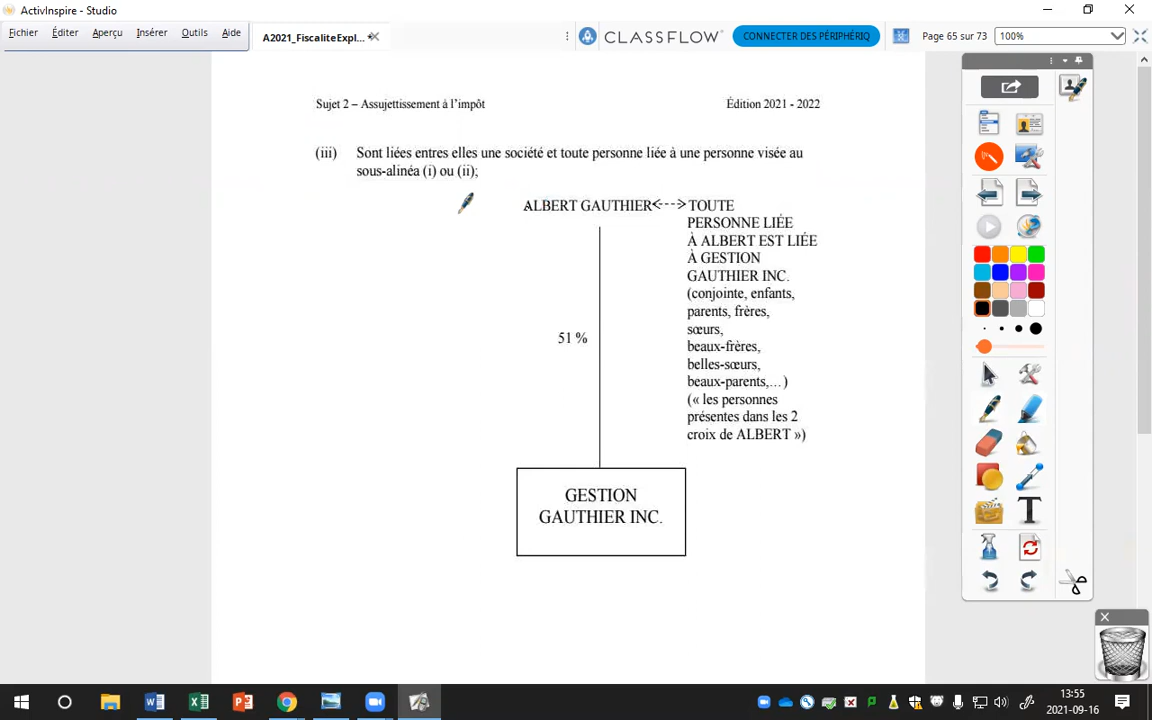 ActivInspire - Studio
Fichier Éditer Aperçu Insérer Outils Aide
A2021_FiscaliteExpl...
CLASSFLOW
CONNECTER DES PÉRIPHÉRIQ
Page 65 sur 73
100%
Sujet 2 – Assujettissement à l'impôt
Édition 2021 - 2022
(iii) Sont liées entres elles une société et toute personne liée à une personne visée au
sous-alinéa (i) ou (ii);
ALBERT GAUTHIER<--->TOUTE
PERSONNE LIÉE
À ALBERT EST LIÉE
À GESTION
GAUTHIER INC.
(conjointe, enfants,
parents, frères,
sœurs,
beaux-frères,
belles-sœurs,
beaux-parents,…)
(« les personnes
présentes dans les 2
croix de ALBERT »)
51 %
GESTION
GAUTHIER INC.
13:55
2021-09-16